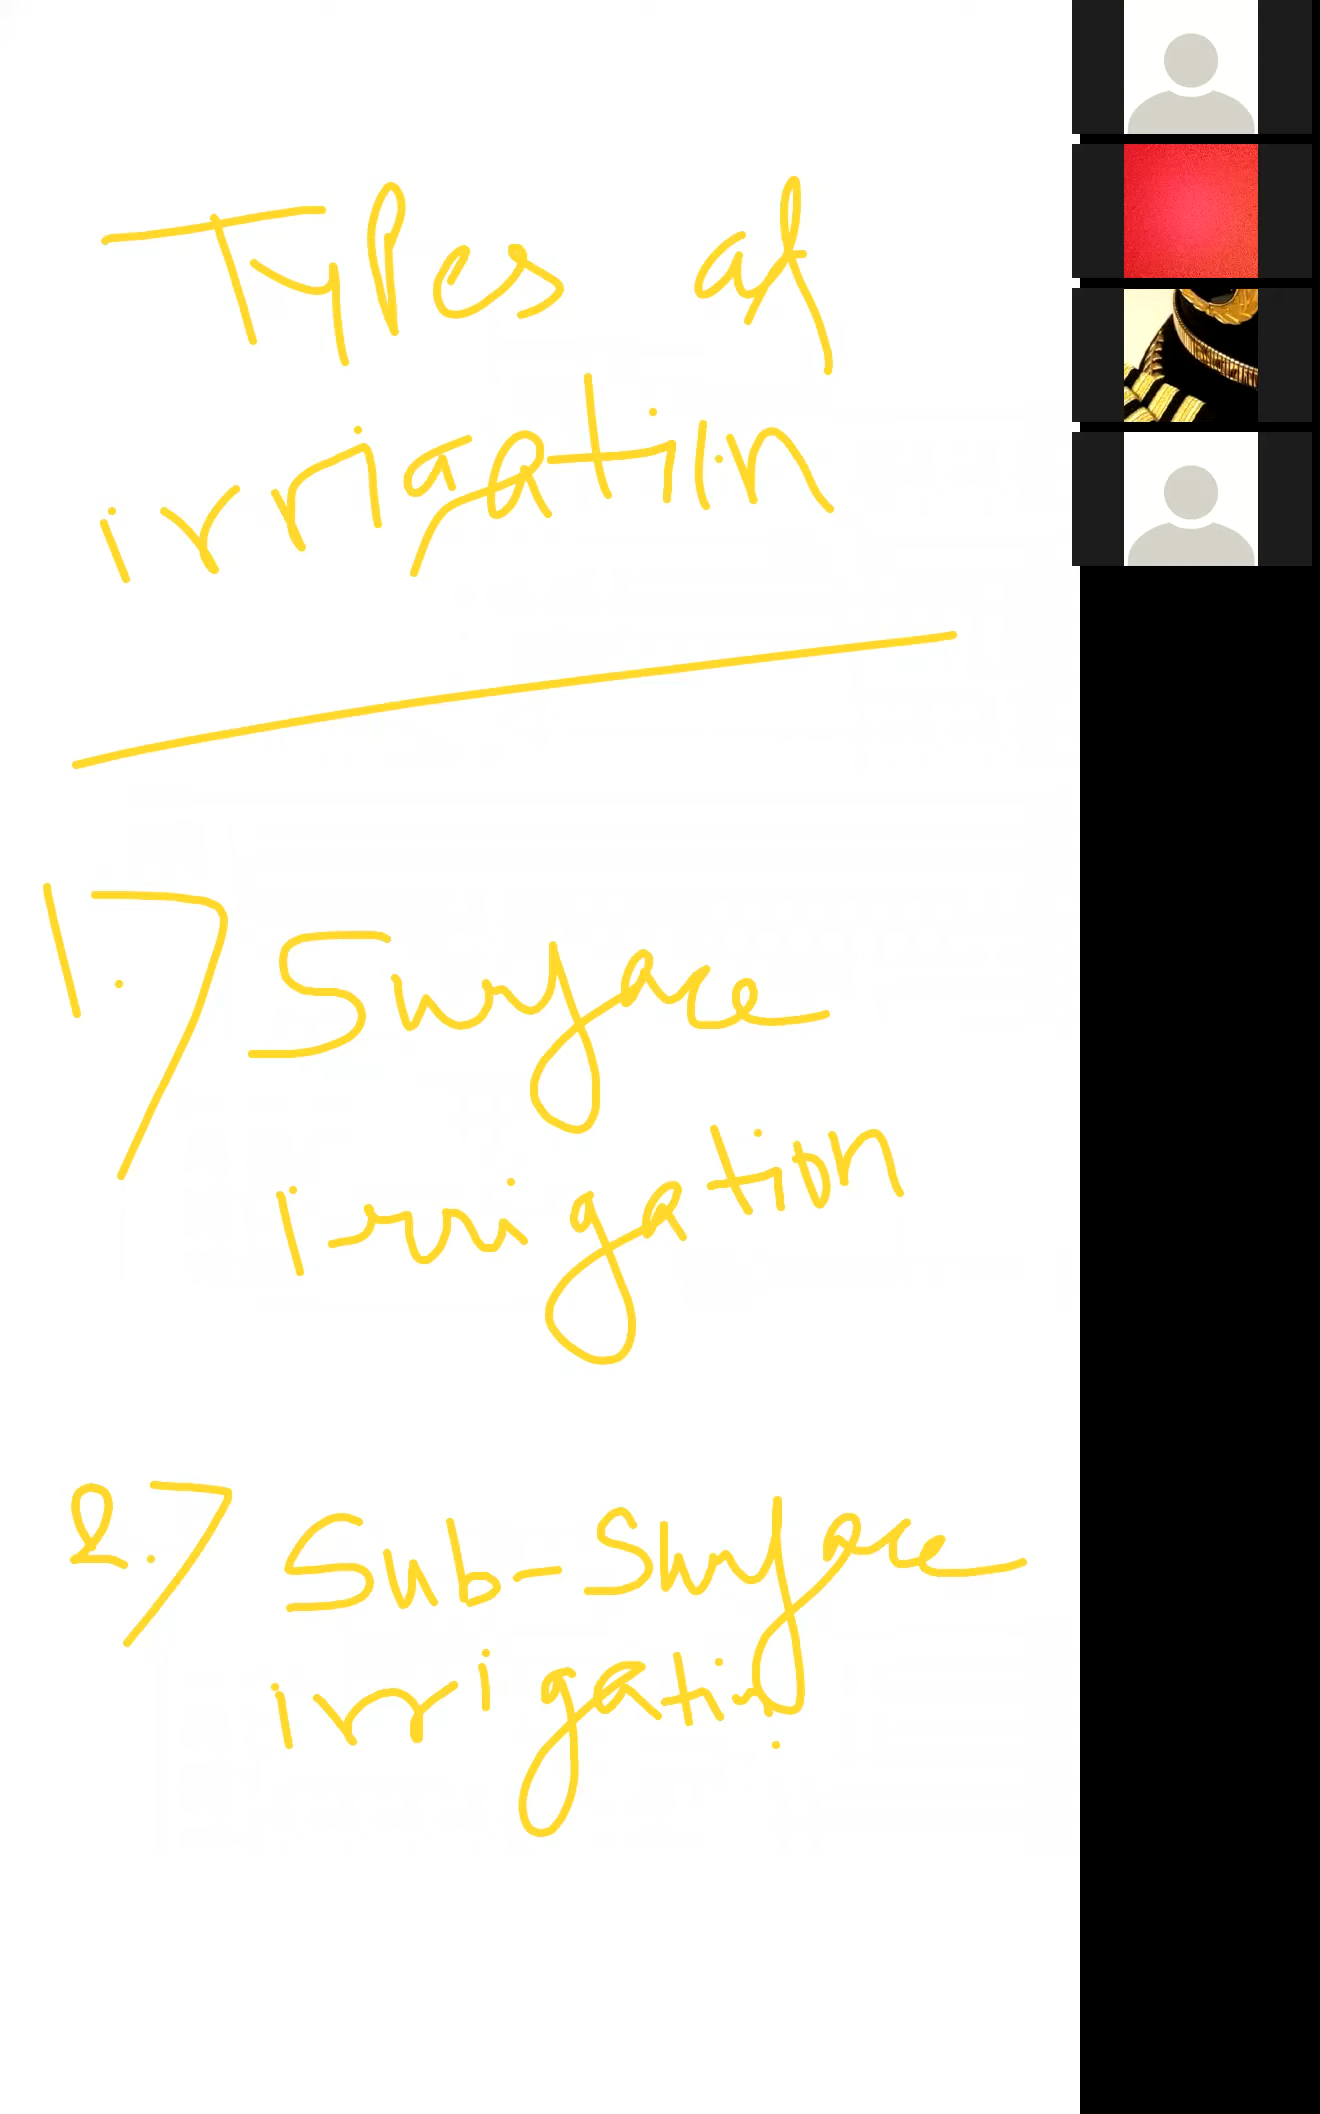 Types of
irrigation
1.) Surface
irrigation
2.) Sub-Surface
irrigation